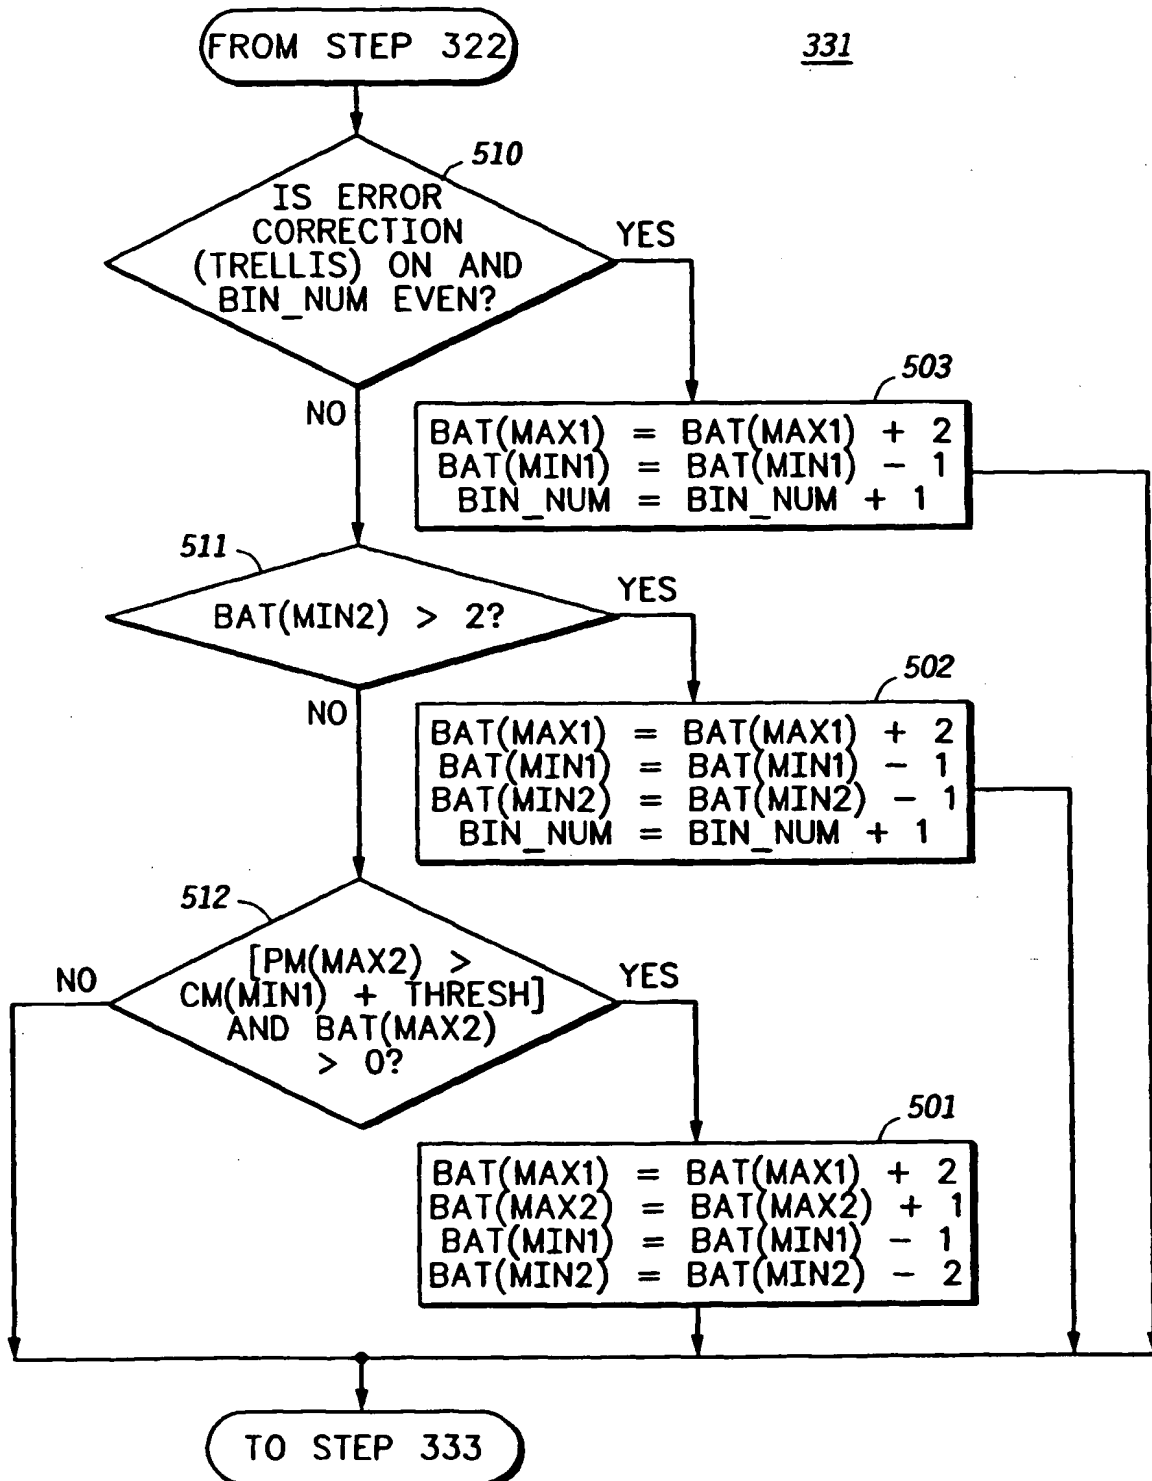 FROM STEP 322
331
510
IS ERROR
CORRECTION
(TRELLIS) ON AND
BIN_NUM EVEN?
YES
NO
503
BAT(MAX1) = BAT(MAX1) + 2
BAT(MIN1) = BAT(MIN1) - 1
BIN_NUM = BIN_NUM + 1
511
BAT(MIN2) > 2?
YES
NO
502
BAT(MAX1) = BAT(MAX1) + 2
BAT(MIN1) = BAT(MIN1) - 1
BAT(MIN2) = BAT(MIN2) - 1
BIN_NUM = BIN_NUM + 1
512
[PM(MAX2) >
CM(MIN1) + THRESH]
AND BAT(MAX2)
> 0?
NO
YES
501
BAT(MAX1) = BAT(MAX1) + 2
BAT(MAX2) = BAT(MAX2) + 1
BAT(MIN1) = BAT(MIN1) - 1
BAT(MIN2) = BAT(MIN2) - 2
TO STEP 333